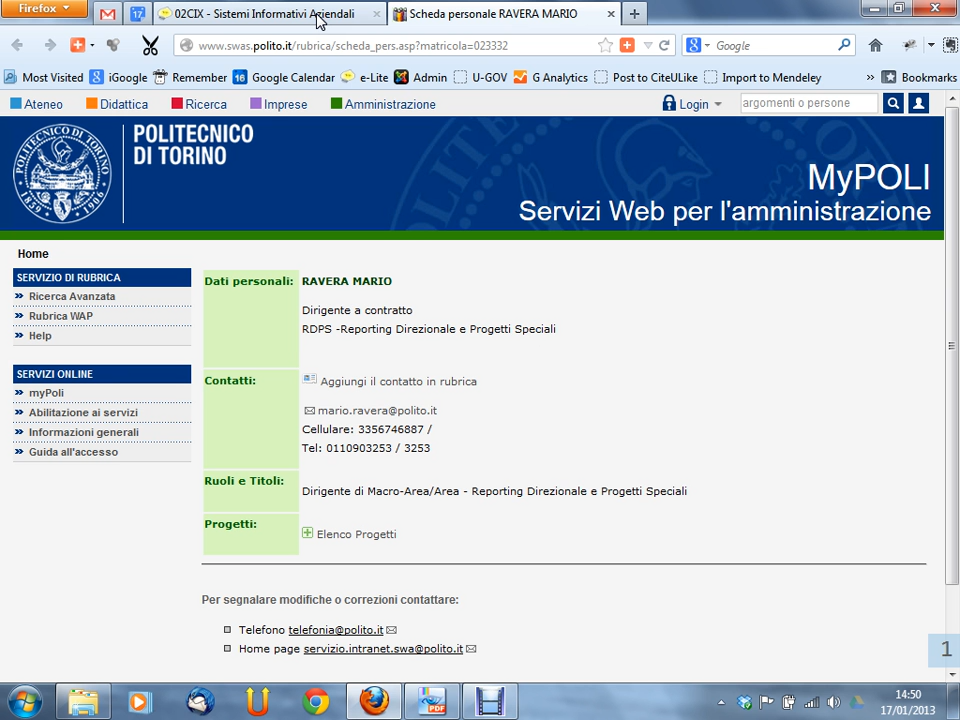 Firefox
17
02CIX - Sistemi Informativi Aziendali
Scheda personale RAVERA MARIO
www.swas.polito.it/rubrica/scheda_pers.asp?matricola=023332
Google
Most Visited
iGoogle
Remember
16 Google Calendar
e-Lite
Admin
U-GOV
G Analytics
Post to CiteULike
Import to Mendeley
»
Bookmarks
Ateneo
Didattica
Ricerca
Imprese
Amministrazione
Login
argomenti o persone
POLITECNICO
DI TORINO
MyPOLI
Servizi Web per l'amministrazione
Home
SERVIZIO DI RUBRICA
Ricerca Avanzata
Rubrica WAP
Help
SERVIZI ONLINE
myPoli
Abilitazione ai servizi
Informazioni generali
Guida all'accesso
Dati personali: RAVERA MARIO
Dirigente a contratto
RDPS -Reporting Direzionale e Progetti Speciali
Contatti:
Aggiungi il contatto in rubrica
mario.ravera@polito.it
Cellulare: 3356746887 /
Tel: 0110903253 / 3253
Ruoli e Titoli:
Dirigente di Macro-Area/Area - Reporting Direzionale e Progetti Speciali
Progetti:
Elenco Progetti
Per segnalare modifiche o correzioni contattare:
Telefono telefonia@polito.it
Home page servizio.intranet.swa@polito.it
1
PDF
14:50
17/01/2013